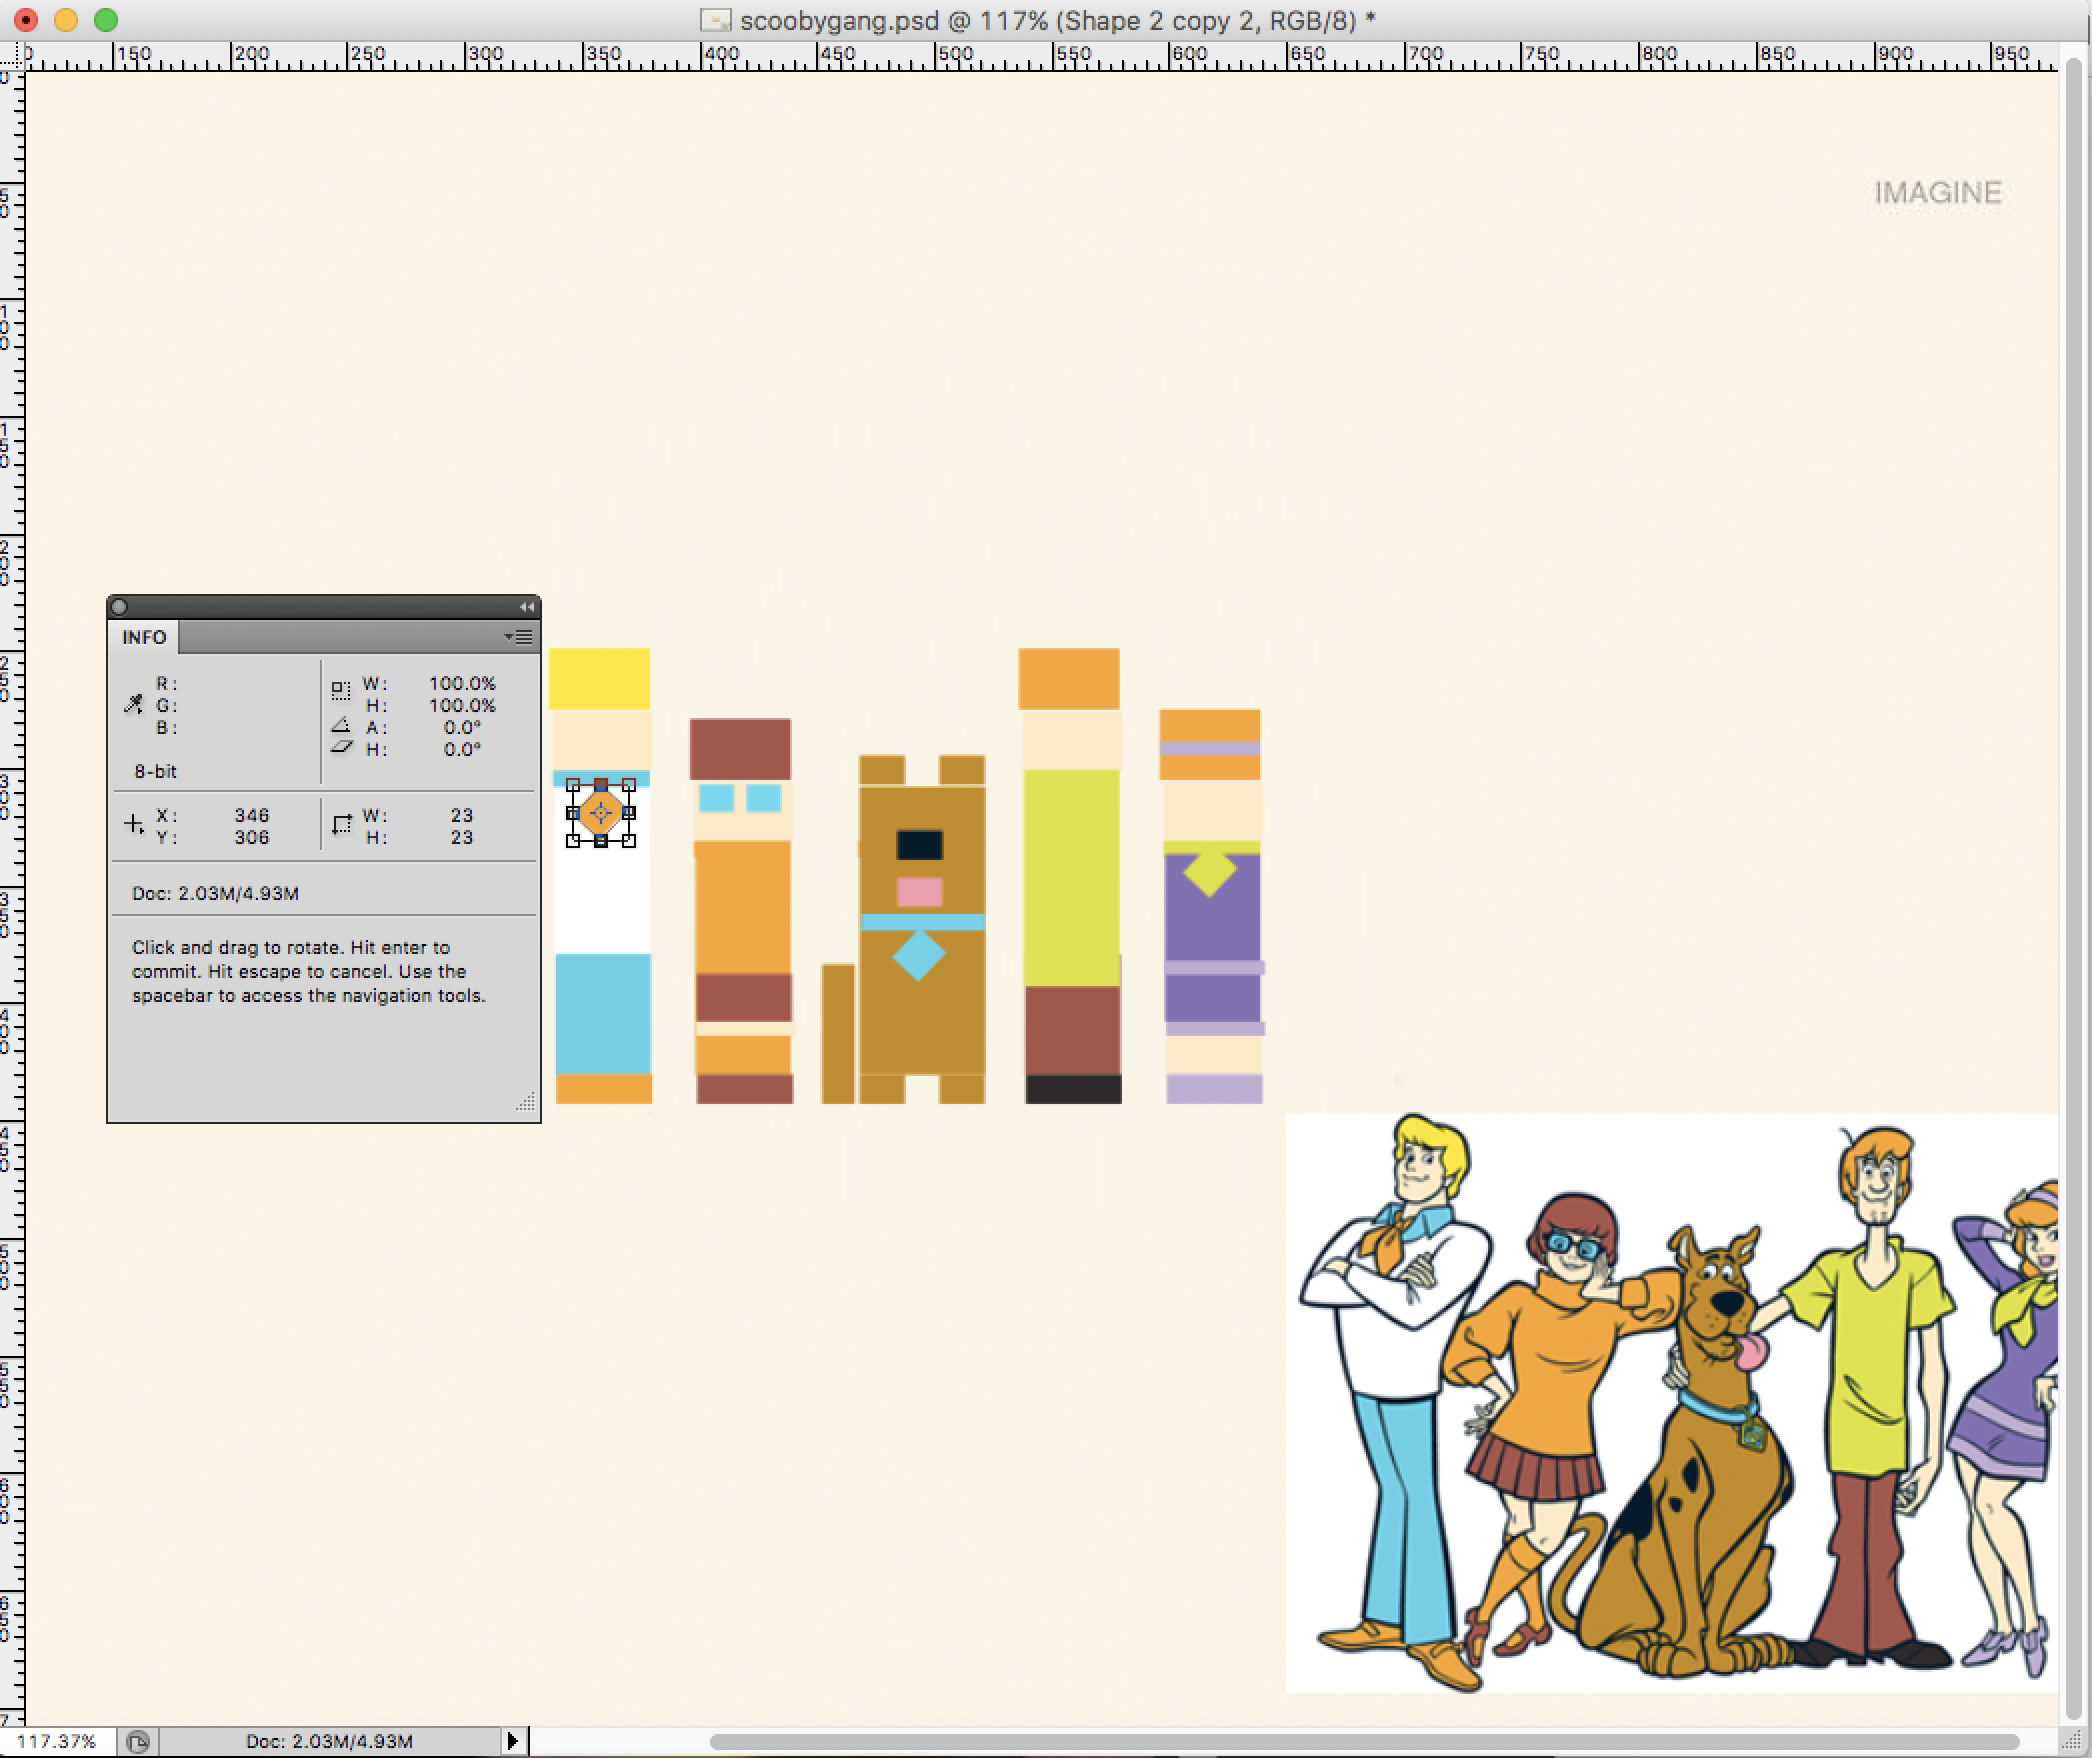 scoobygang.psd @ 117% (Shape 2 copy 2, RGB/8) *
150 200 250 300 350 400 450 500 550 600 650 700 750 800 850 900 950
IMAGINE
INFO
R:
G:
B:
8-bit
W: 100.0%
H: 100.0%
A: 0.0°
H: 0.0°
X: 346
Y: 306
W: 23
H: 23
Doc: 2.03M/4.93M
Click and drag to rotate. Hit enter to
commit. Hit escape to cancel. Use the
spacebar to access the navigation tools.
117.37%
Doc: 2.03M/4.93M